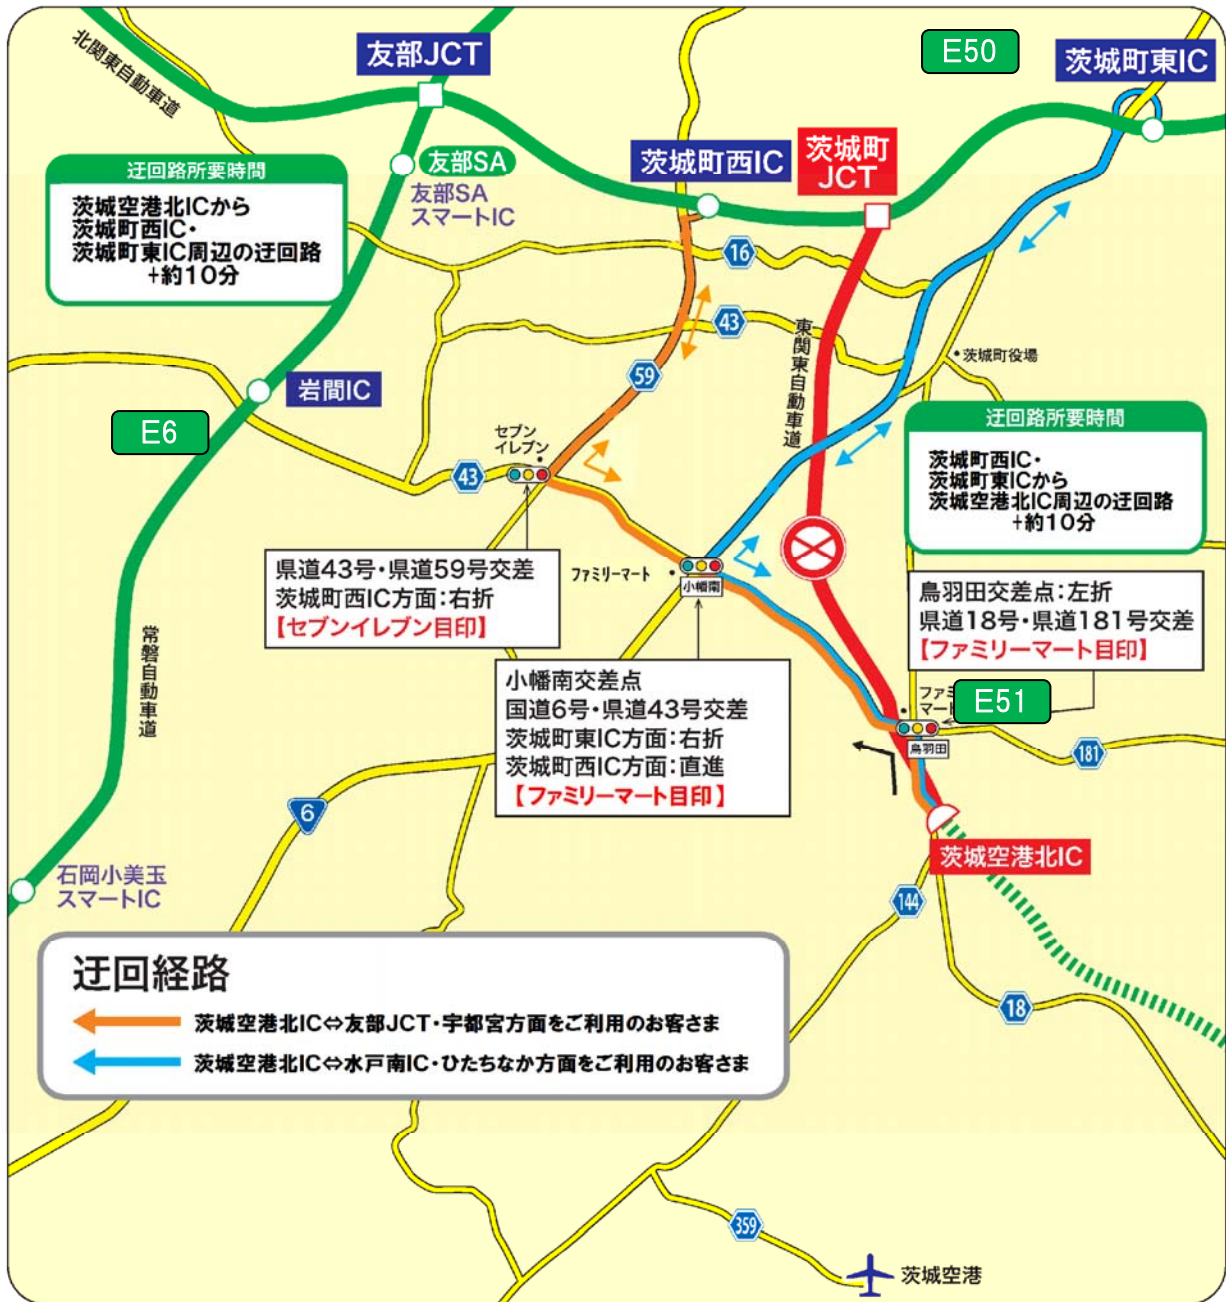 北関東自動車道
友部JCT
E50
茨城町東IC
迂回路所要時間
茨城空港北ICから
茨城町西IC・
茨城町東IC周辺の迂回路
+約10分
友部SA
友部SA
スマートIC
茨城町西IC
茨城町
JCT
16
43
東関東自動車道
茨城町役場
59
岩間IC
E6
迂回路所要時間
茨城町西IC・
茨城町東ICから
茨城空港北IC周辺の迂回路
+約10分
セブン
イレブン
43
県道43号・県道59号交差
茨城町西IC方面:右折
【セブンイレブン目印】
ファミリーマート
小幡南
鳥羽田交差点:左折
県道18号・県道181号交差
【ファミリーマート目印】
常磐自動車道
小幡南交差点
国道6号・県道43号交差
茨城町東IC方面:右折
茨城町西IC方面:直進
【ファミリーマート目印】
ファミ
マート
E51
鳥羽田
181
6
茨城空港北IC
石岡小美玉
スマートIC
144
18
迂回経路
茨城空港北IC⇔友部JCT・宇都宮方面をご利用のお客さま
茨城空港北IC⇔水戸南IC・ひたちなか方面をご利用のお客さま
359
茨城空港